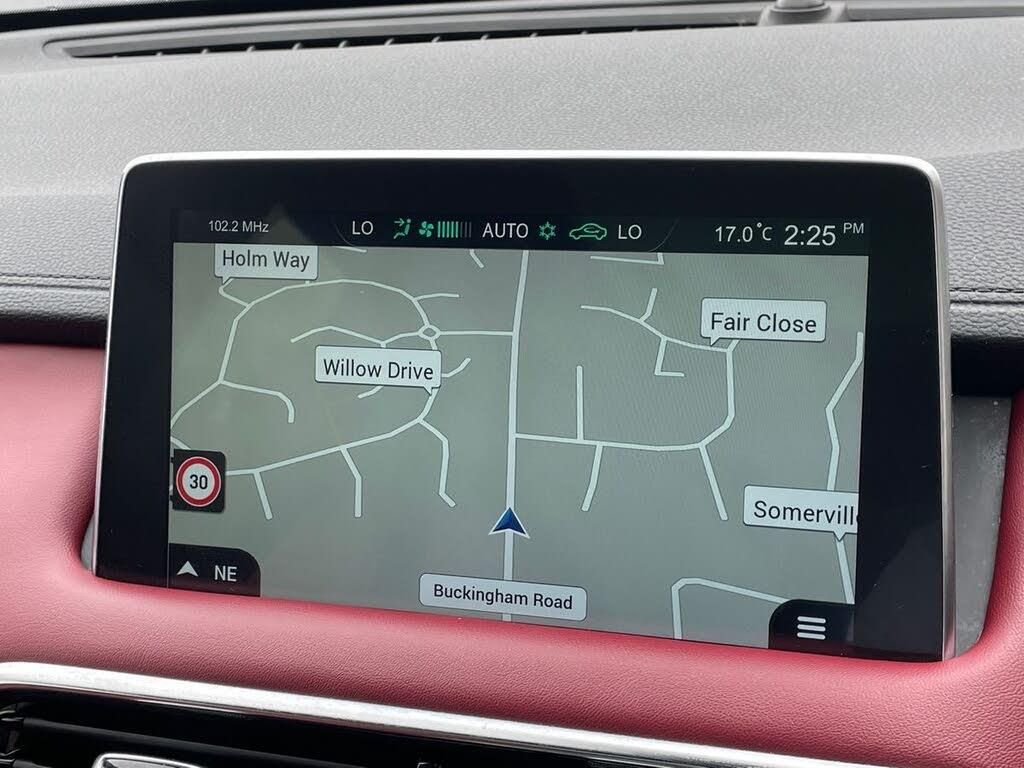 102.2 MHz LO AUTO LO 17.0°C 2:25 PM
Holm Way
Fair Close
Willow Drive
30
Somerville
NE
Buckingham Road